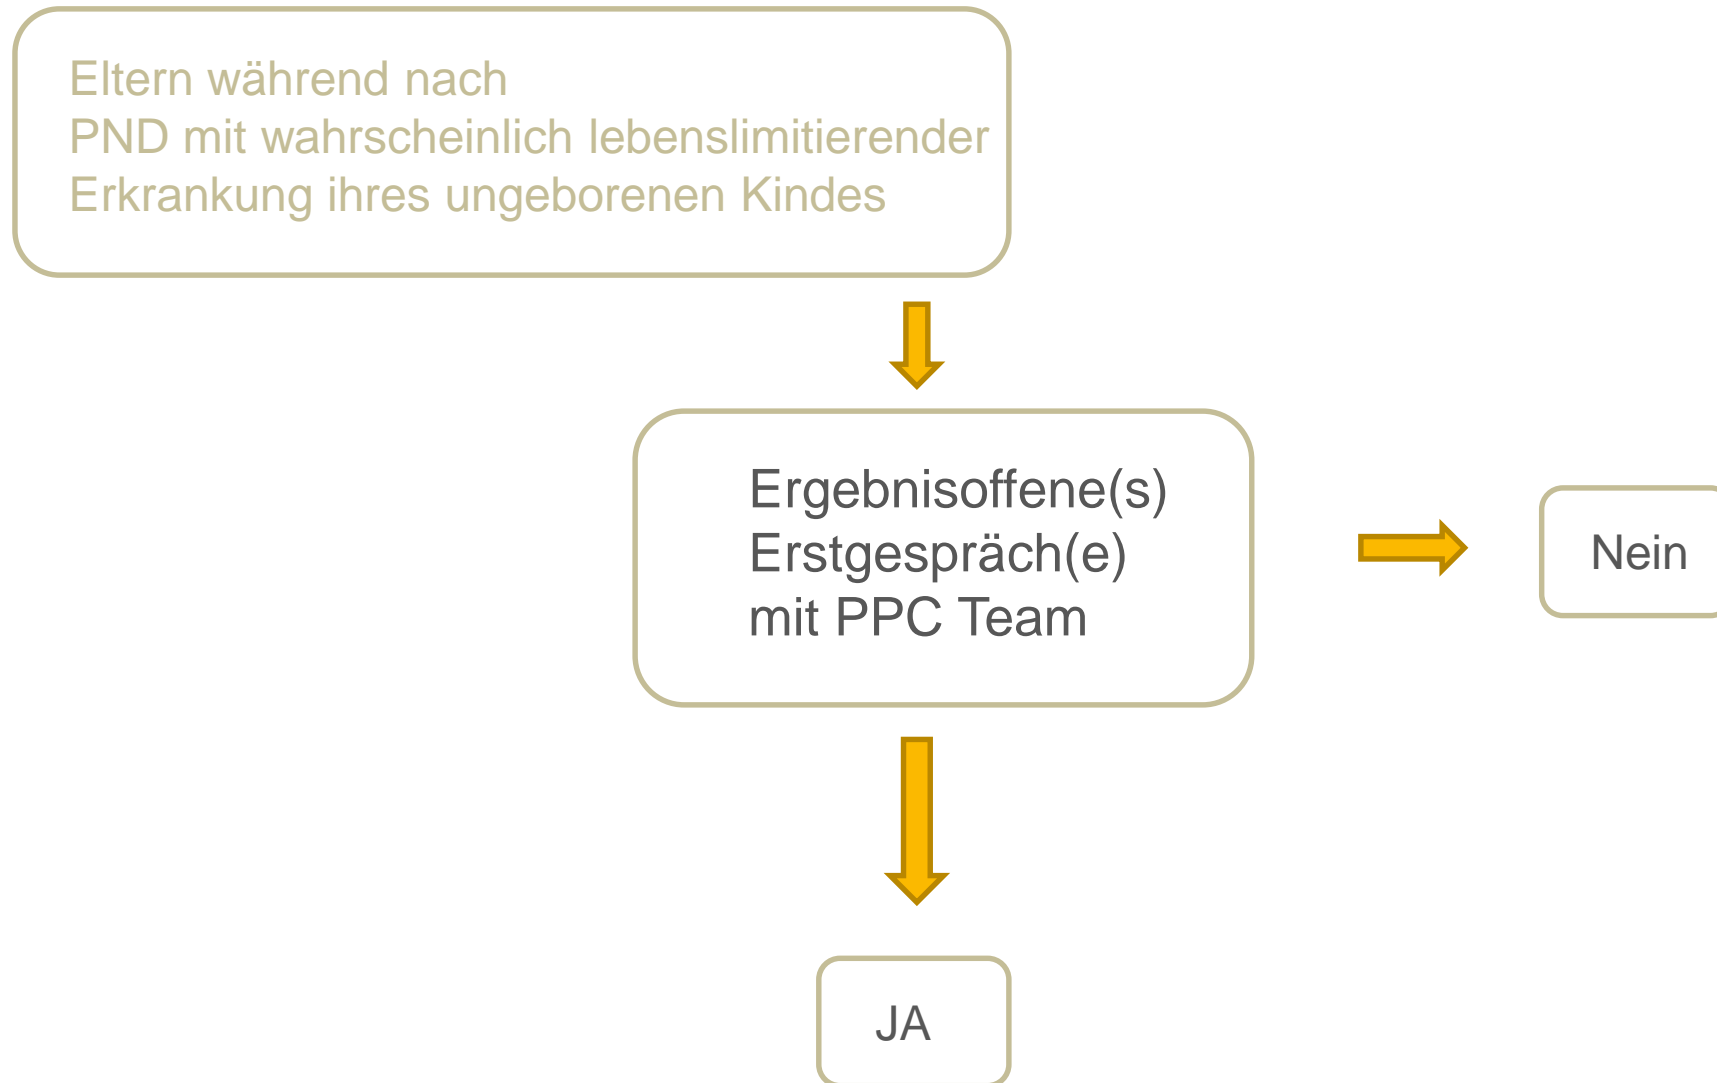 Eltern während nach
PND mit wahrscheinlich lebenslimitierender
Erkrankung ihres ungeborenen Kindes
Ergebnisoffene(s)
Erstgespräch(e)
mit PPC Team
Nein
JA